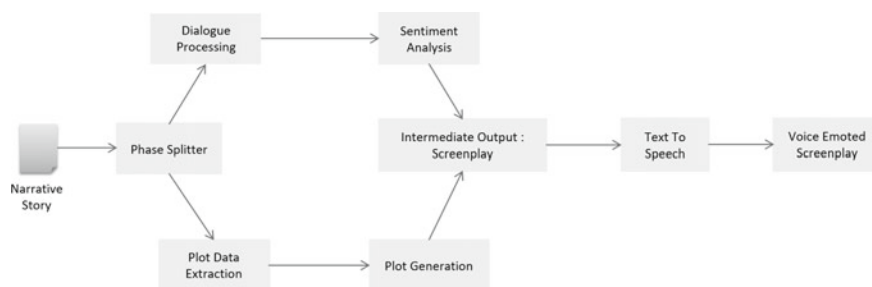 Dialogue
Processing
Sentiment
Analysis
Narrative
Story
Phase Splitter
Intermediate Output :
Screenplay
Text To
Speech
Voice Emoted
Screenplay
Plot Data
Extraction
Plot Generation